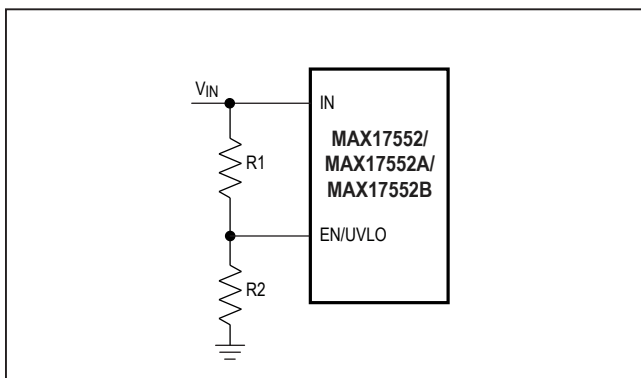 VIN
IN
MAX17552/
MAX17552A/
MAX17552B
R1
EN/UVLO
R2